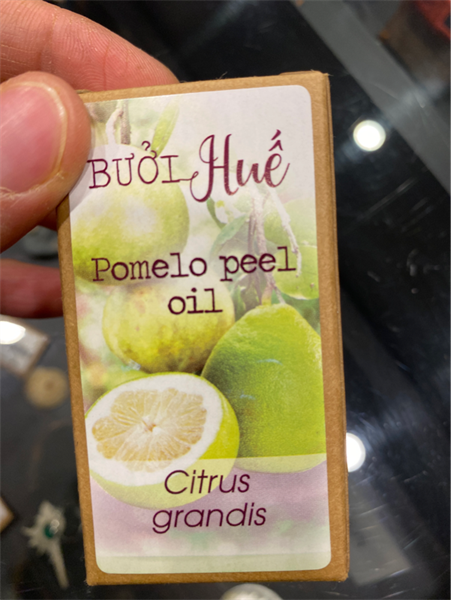 BƯỞI Huế
Pomelo peel
oil
Citrus
grandis